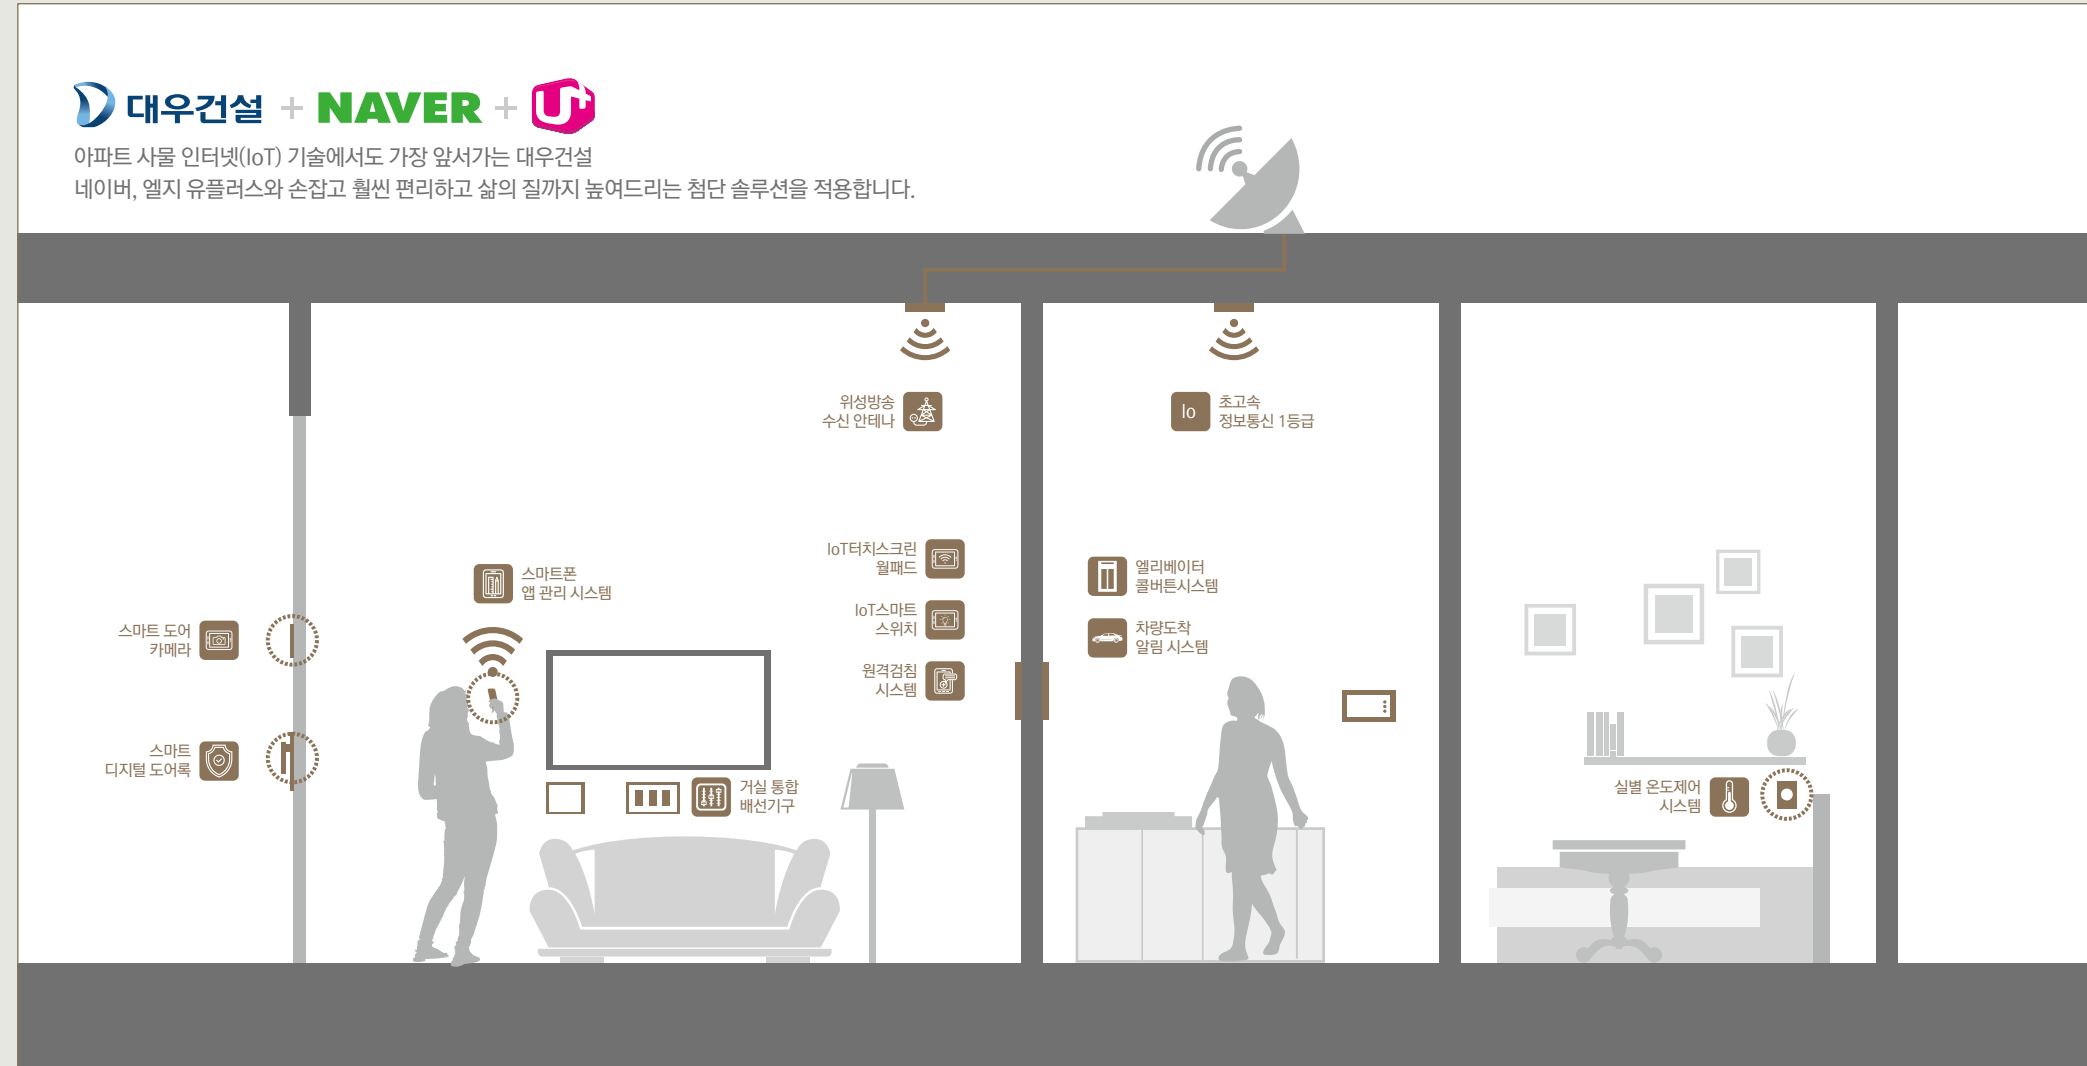 대우건설 + NAVER + U+
아파트 사물 인터넷(IoT) 기술에서도 가장 앞서가는 대우건설
네이버, 엘지 유플러스와 손잡고 훨씬 편리하고 삶의 질까지 높여드리는 첨단 솔루션을 적용합니다.
위성방송
수신 안테나
Io
초고속
정보통신 1등급
스마트폰
앱 관리 시스템
IoT터치스크린
월패드
IoT스마트
스위치
원격검침
시스템
엘리베이터
콜버튼시스템
차량도착
알림 시스템
스마트 도어
카메라
스마트
디지털 도어록
거실 통합
배선기구
실별 온도제어
시스템